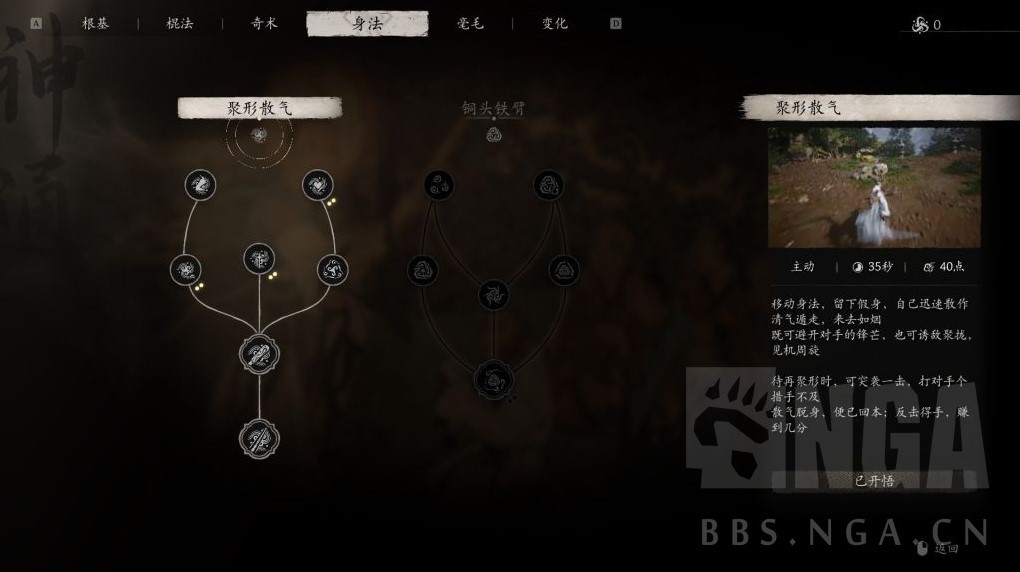 A 根基 棍法 奇术 身法 毫毛 变化 D
0
神
聚形散气
铜头铁臂
聚形散气
主动 35秒 40点
移动身法，留下假身，自己迅速散作
清气遁走，来去如烟
既可避开对手的锋芒，也可诱敌聚拢，
见机周旋
待再聚形时，可突袭一击，打对手个
措手不及
散气脱身，便已回本；反击得手，赚
到几分
已开悟
NGA
BBS.NGA.CN
返回